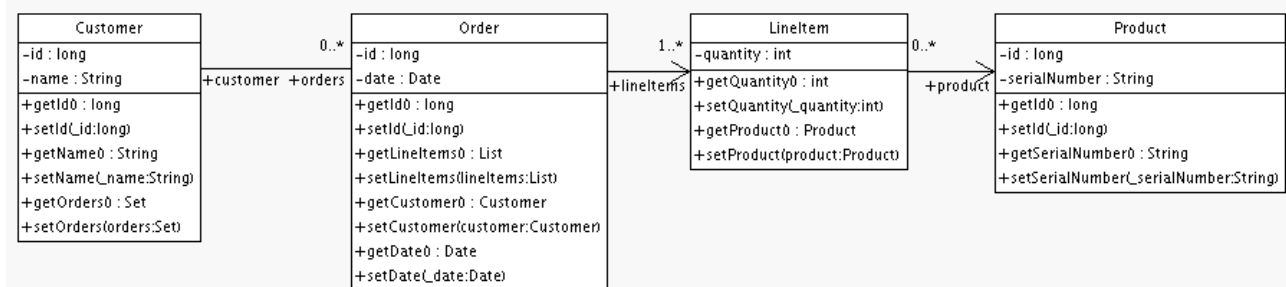 Customer
-id : long
-name : String
+getId() : long
+setId(_id:long)
+getName() : String
+setName(_name:String)
+getOrders() : Set
+setOrders(orders:Set)
0..*
+customer +orders
Order
-id : long
-date : Date
+getId() : long
+setId(_id:long)
+getLineItems() : List
+setLineItems(lineItems:List)
+getCustomer() : Customer
+setCustomer(customer:Customer)
+getDate() : Date
+setDate(_date:Date)
1..*
+lineItems
LineItem
-quantity : int
+getQuantity() : int
+setQuantity(_quantity:int)
+getProduct() : Product
+setProduct(product:Product)
0..*
+product
Product
-id : long
-serialNumber : String
+getId() : long
+setId(_id:long)
+getSerialNumber() : String
+setSerialNumber(_serialNumber:String)